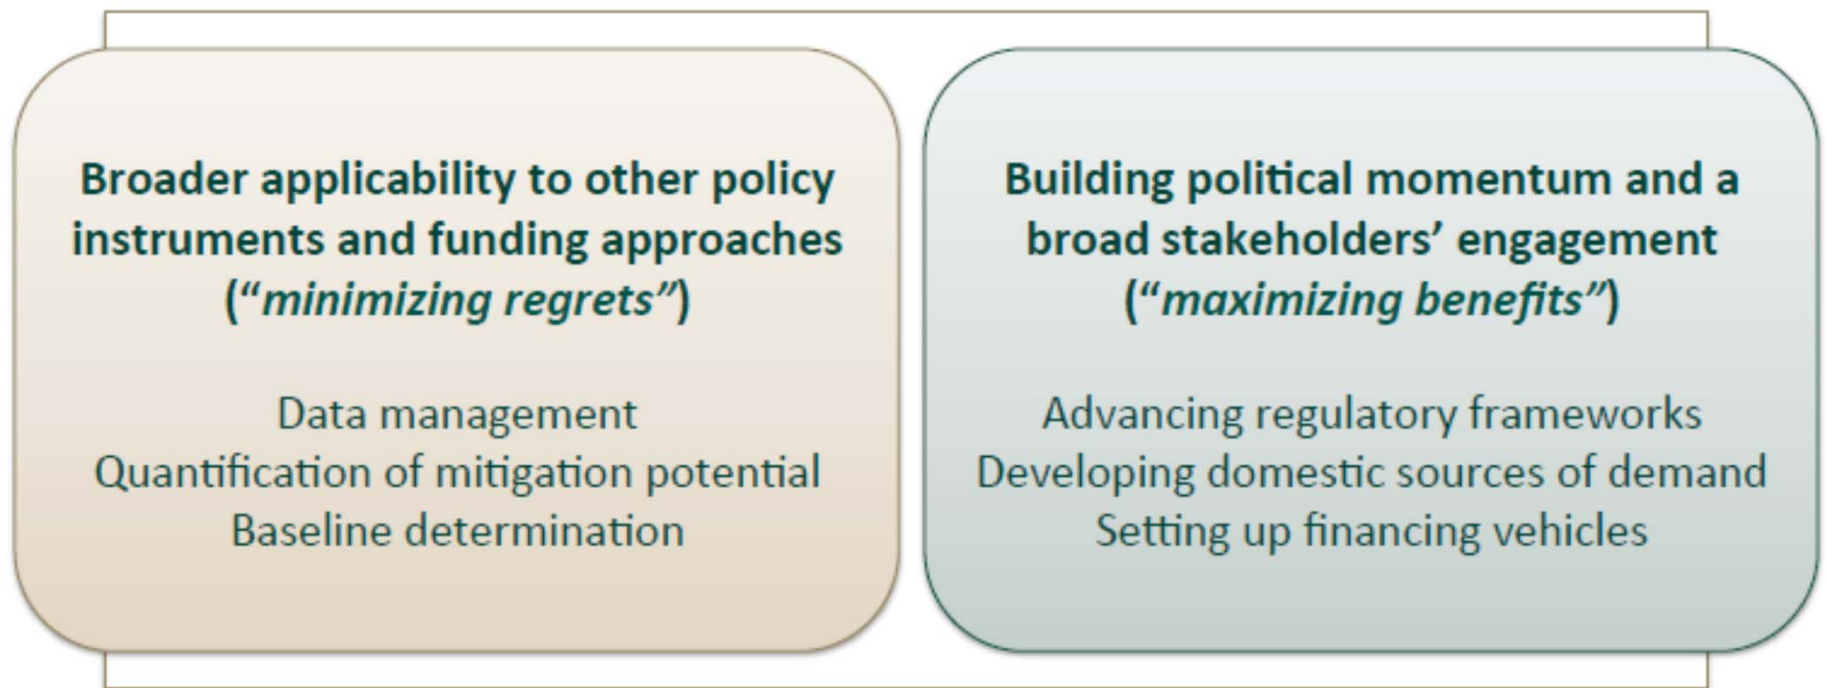 Broader applicability to other policy
instruments and funding approaches
(“minimizing regrets”)
Data management
Quantification of mitigation potential
Baseline determination
Building political momentum and a
broad stakeholders’ engagement
(“maximizing benefits”)
Advancing regulatory frameworks
Developing domestic sources of demand
Setting up financing vehicles